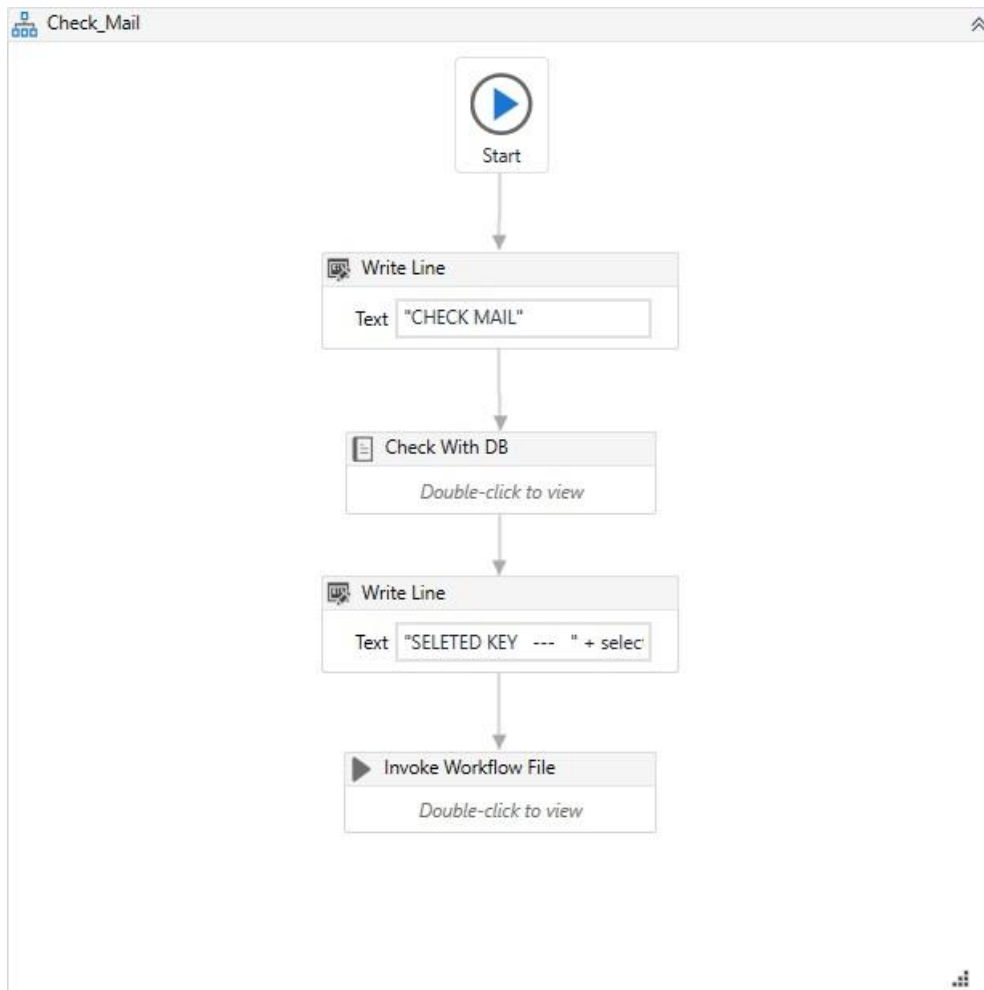 Check_Mail
Start
Write Line
Text "CHECK MAIL"
Check With DB
Double-click to view
Write Line
Text "SELETED KEY --- " + selec
Invoke Workflow File
Double-click to view